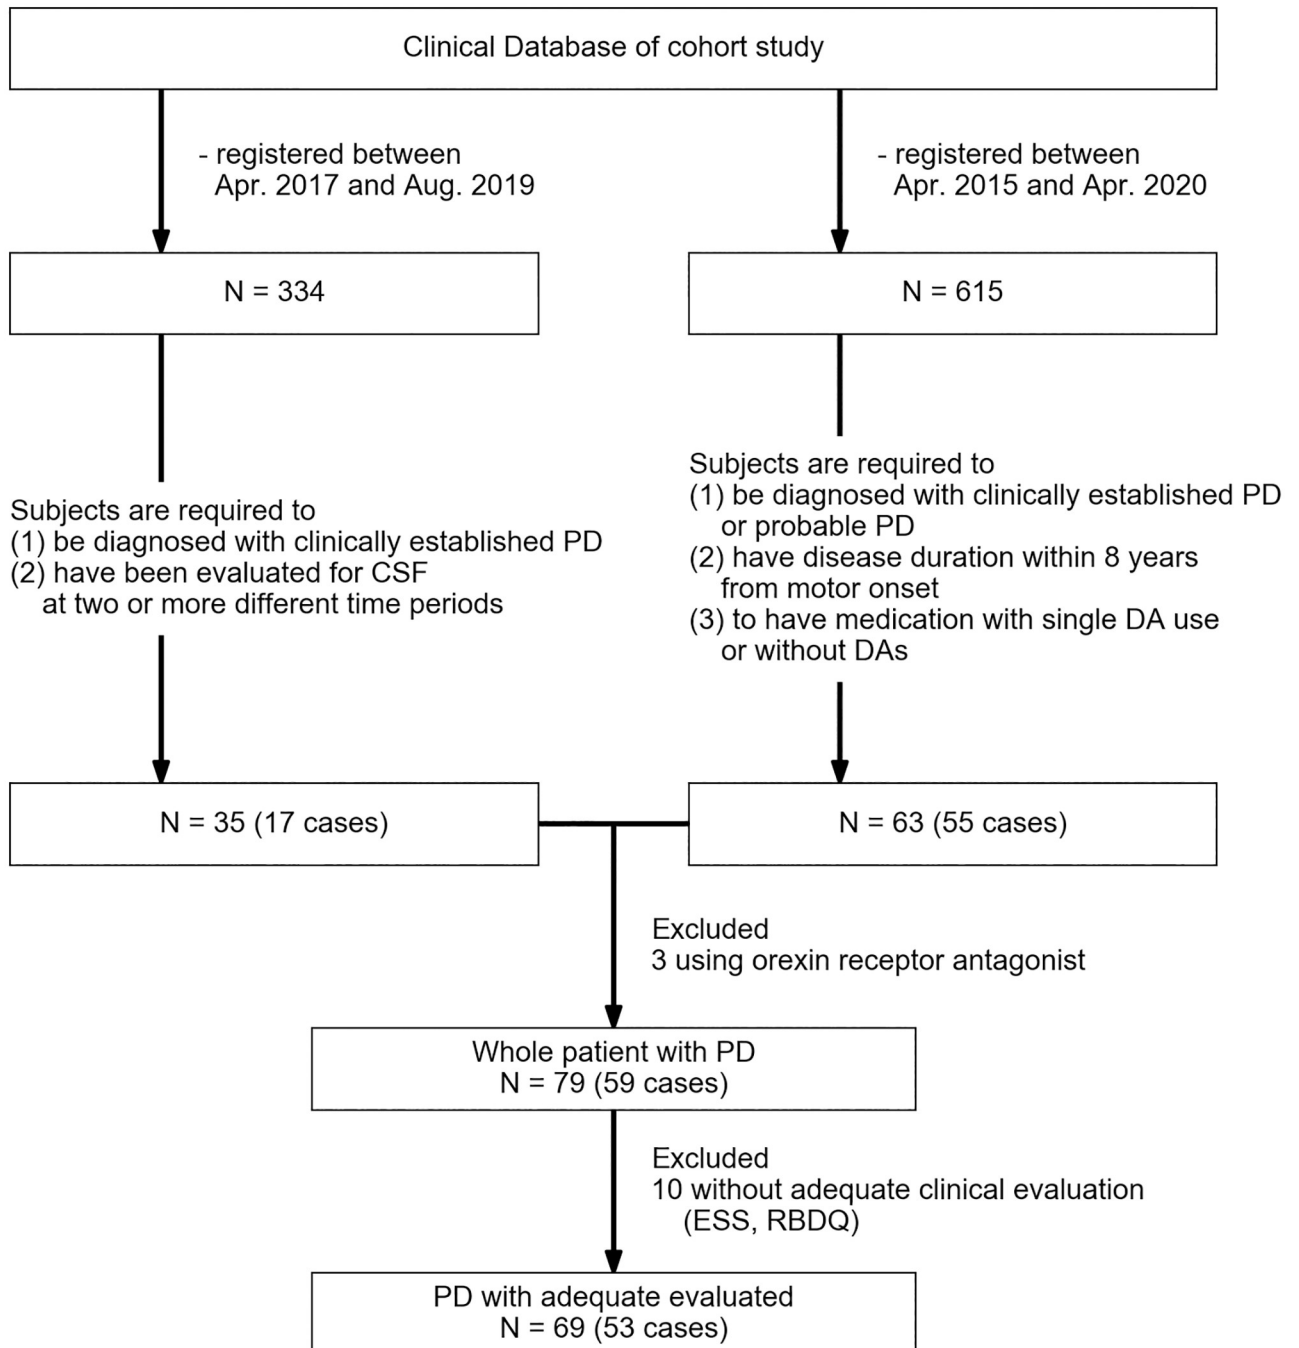 Clinical Database of cohort study
- registered between
Apr. 2017 and Aug. 2019
- registered between
Apr. 2015 and Apr. 2020
N = 334
N = 615
Subjects are required to
(1) be diagnosed with clinically established PD
(2) have been evaluated for CSF
at two or more different time periods
Subjects are required to
(1) be diagnosed with clinically established PD
or probable PD
(2) have disease duration within 8 years
from motor onset
(3) to have medication with single DA use
or without DAs
N = 35 (17 cases)
N = 63 (55 cases)
Excluded
3 using orexin receptor antagonist
Whole patient with PD
N = 79 (59 cases)
Excluded
10 without adequate clinical evaluation
(ESS, RBDQ)
PD with adequate evaluated
N = 69 (53 cases)